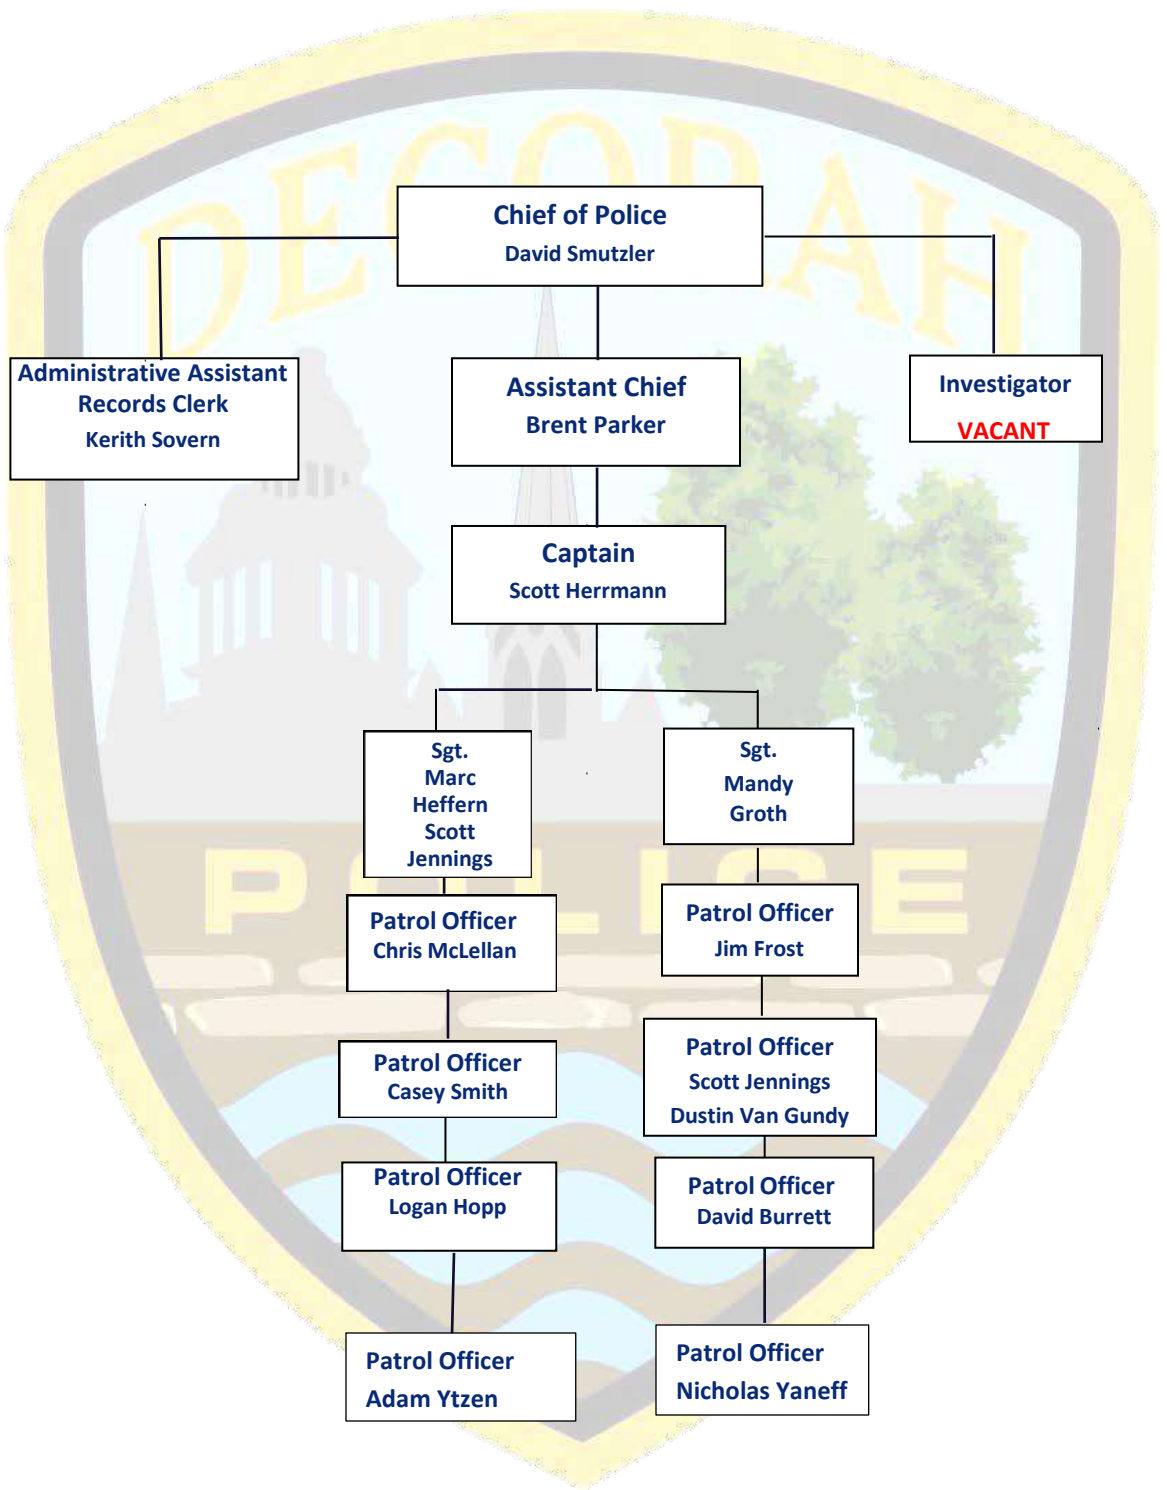 DECORAH
Chief of Police
David Smutzler
Administrative Assistant
Records Clerk
Kerith Sovern
Assistant Chief
Brent Parker
Investigator
VACANT
Captain
Scott Herrmann
Sgt.
Marc
Heffern
Scott
Jennings
Sgt.
Mandy
Groth
POLICE
Patrol Officer
Chris McLellan
Patrol Officer
Jim Frost
Patrol Officer
Casey Smith
Patrol Officer
Scott Jennings
Dustin Van Gundy
Patrol Officer
Logan Hopp
Patrol Officer
David Burrett
Patrol Officer
Adam Ytzen
Patrol Officer
Nicholas Yaneff